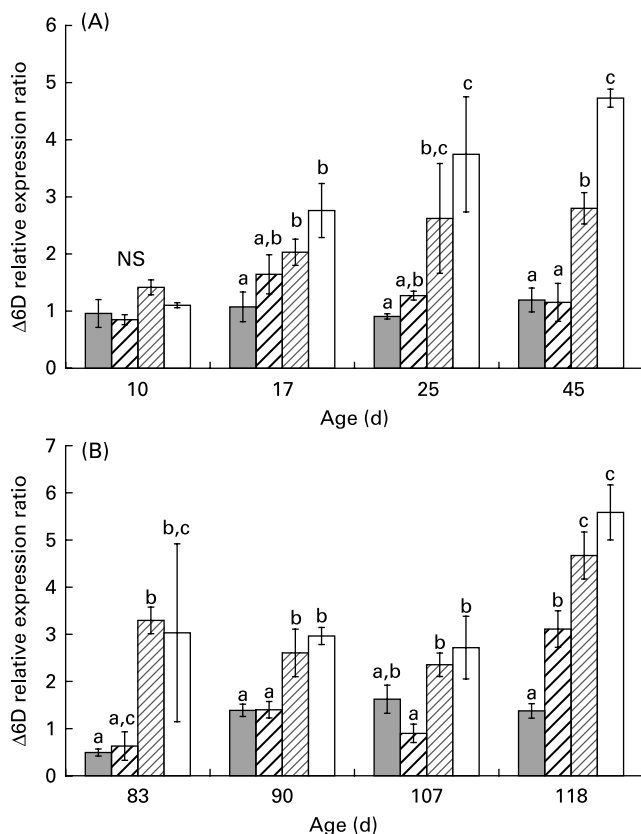 (A)
Δ6D relative expression ratio
6
5
4
3
2
1
0
NS
a
a,b
b
b
a
a,b
b,c
c
a
a
b
c
10 17 25 45
Age (d)
(B)
Δ6D relative expression ratio
7
6
5
4
3
2
1
0
a
a,c
b
b,c
a
a
b
b
a,b
a
b
b
a
b
c
c
83 90 107 118
Age (d)